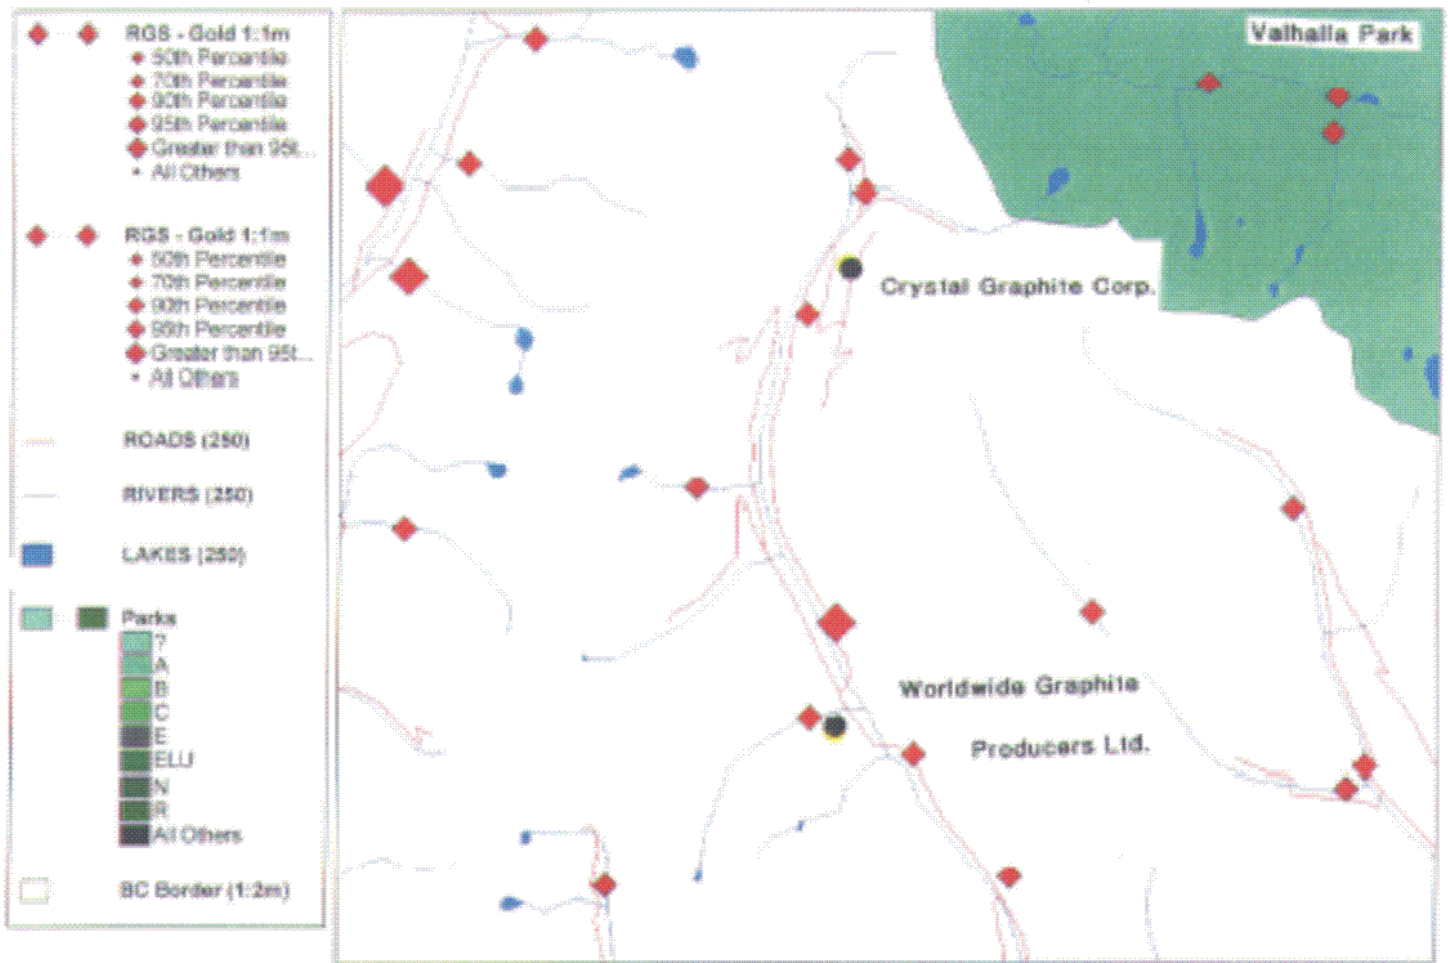 RGS - Gold 1:1m
50th Percentile
70th Percentile
90th Percentile
95th Percentile
Greater than 95t...
All Others
RGS - Gold 1:1m
50th Percentile
70th Percentile
90th Percentile
95th Percentile
Greater than 95t...
All Others
ROADS (250)
RIVERS (250)
LAKES (250)
Parks
?
A
B
C
E
ELU
N
R
All Others
BC Border (1:2m)
Valhalla Park
Crystal Graphite Corp.
Worldwide Graphite
Producers Ltd.